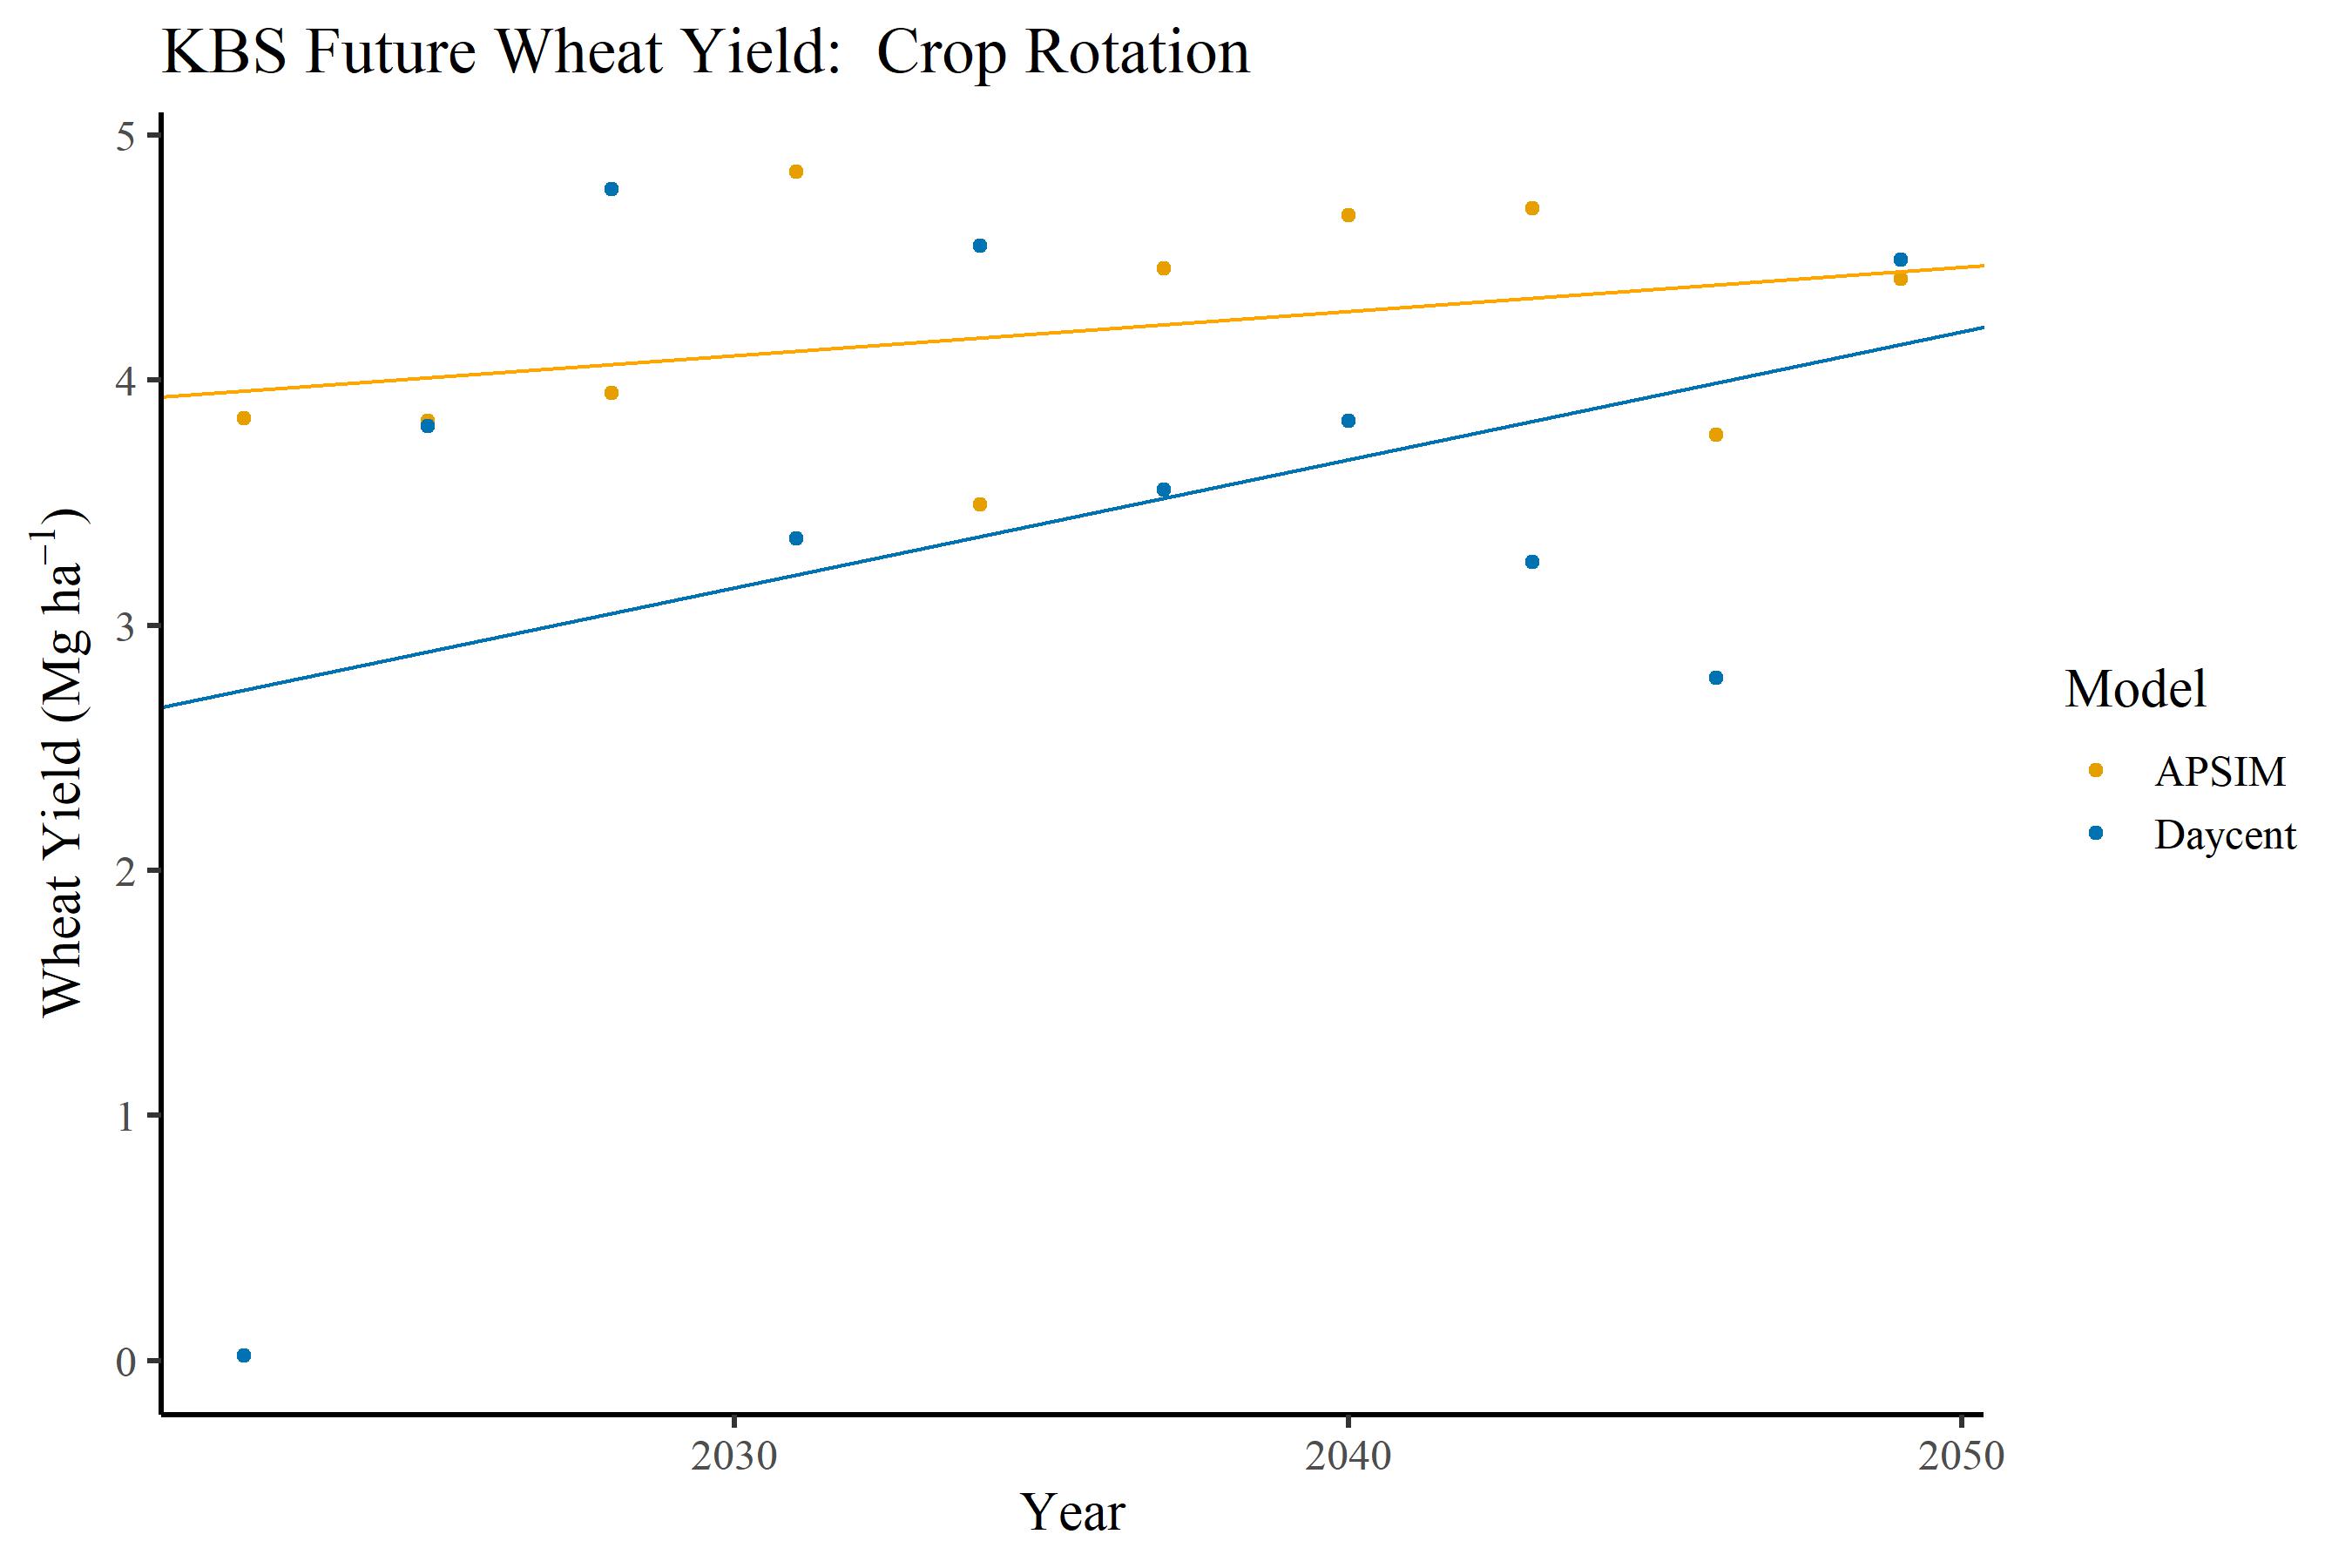 KBS Future Wheat Yield:  Crop Rotation
5
4
3
2
1
0
Wheat Yield (Mg ha⁻¹)
2030 2040 2050
Year
Model
APSIM
Daycent